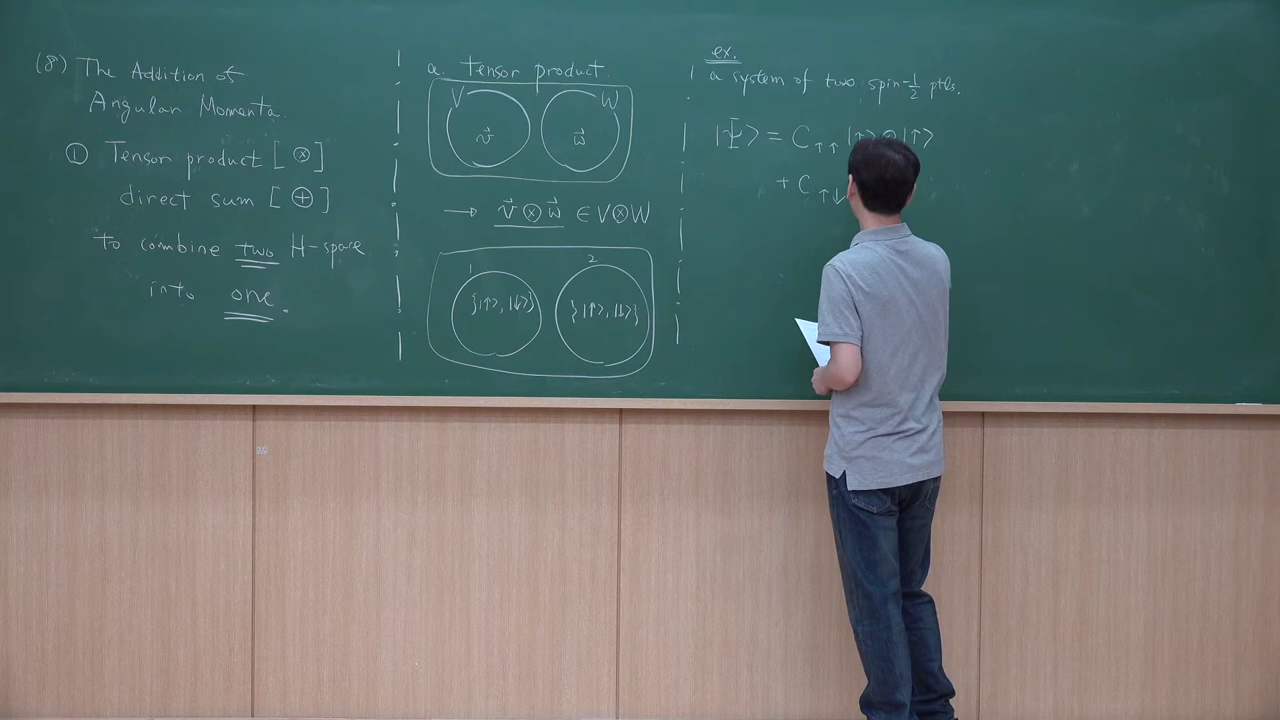 (8) The Addition of
Angular Momenta.
① Tensor product [⊗]
direct sum [⊕]
to combine two H-space
into one.
a. tensor product.
V W
v⃗ w⃗
→ v⃗ ⊗ w⃗ ∈ V⊗W
1 2
{|↑>, |↓>} {|↑>, |↓>}
ex.
a system of two spin-1/2 ptls.
|Ψ> = C↑↑ |↑> ⊗ |↑>
+ C↑↓